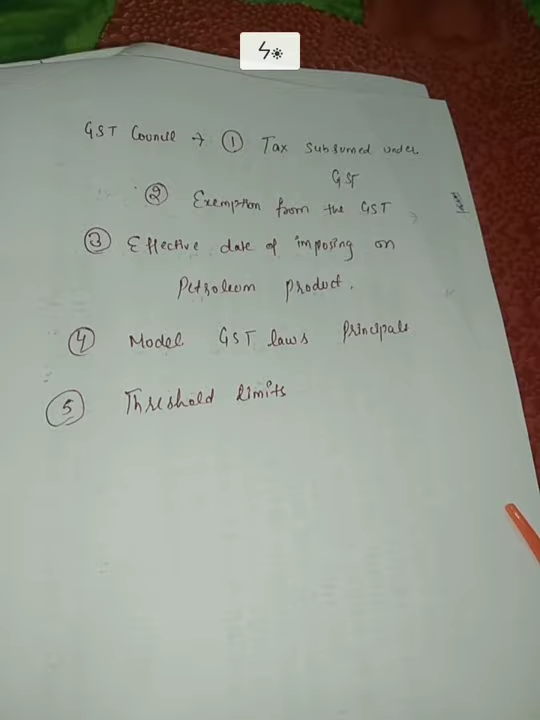 GST Council → ① Tax subsumed under
GST
② Exemption from the GST
③ Effective date of imposing on
Petroleum product.
④ Model GST laws Principals
⑤ Threshold limits